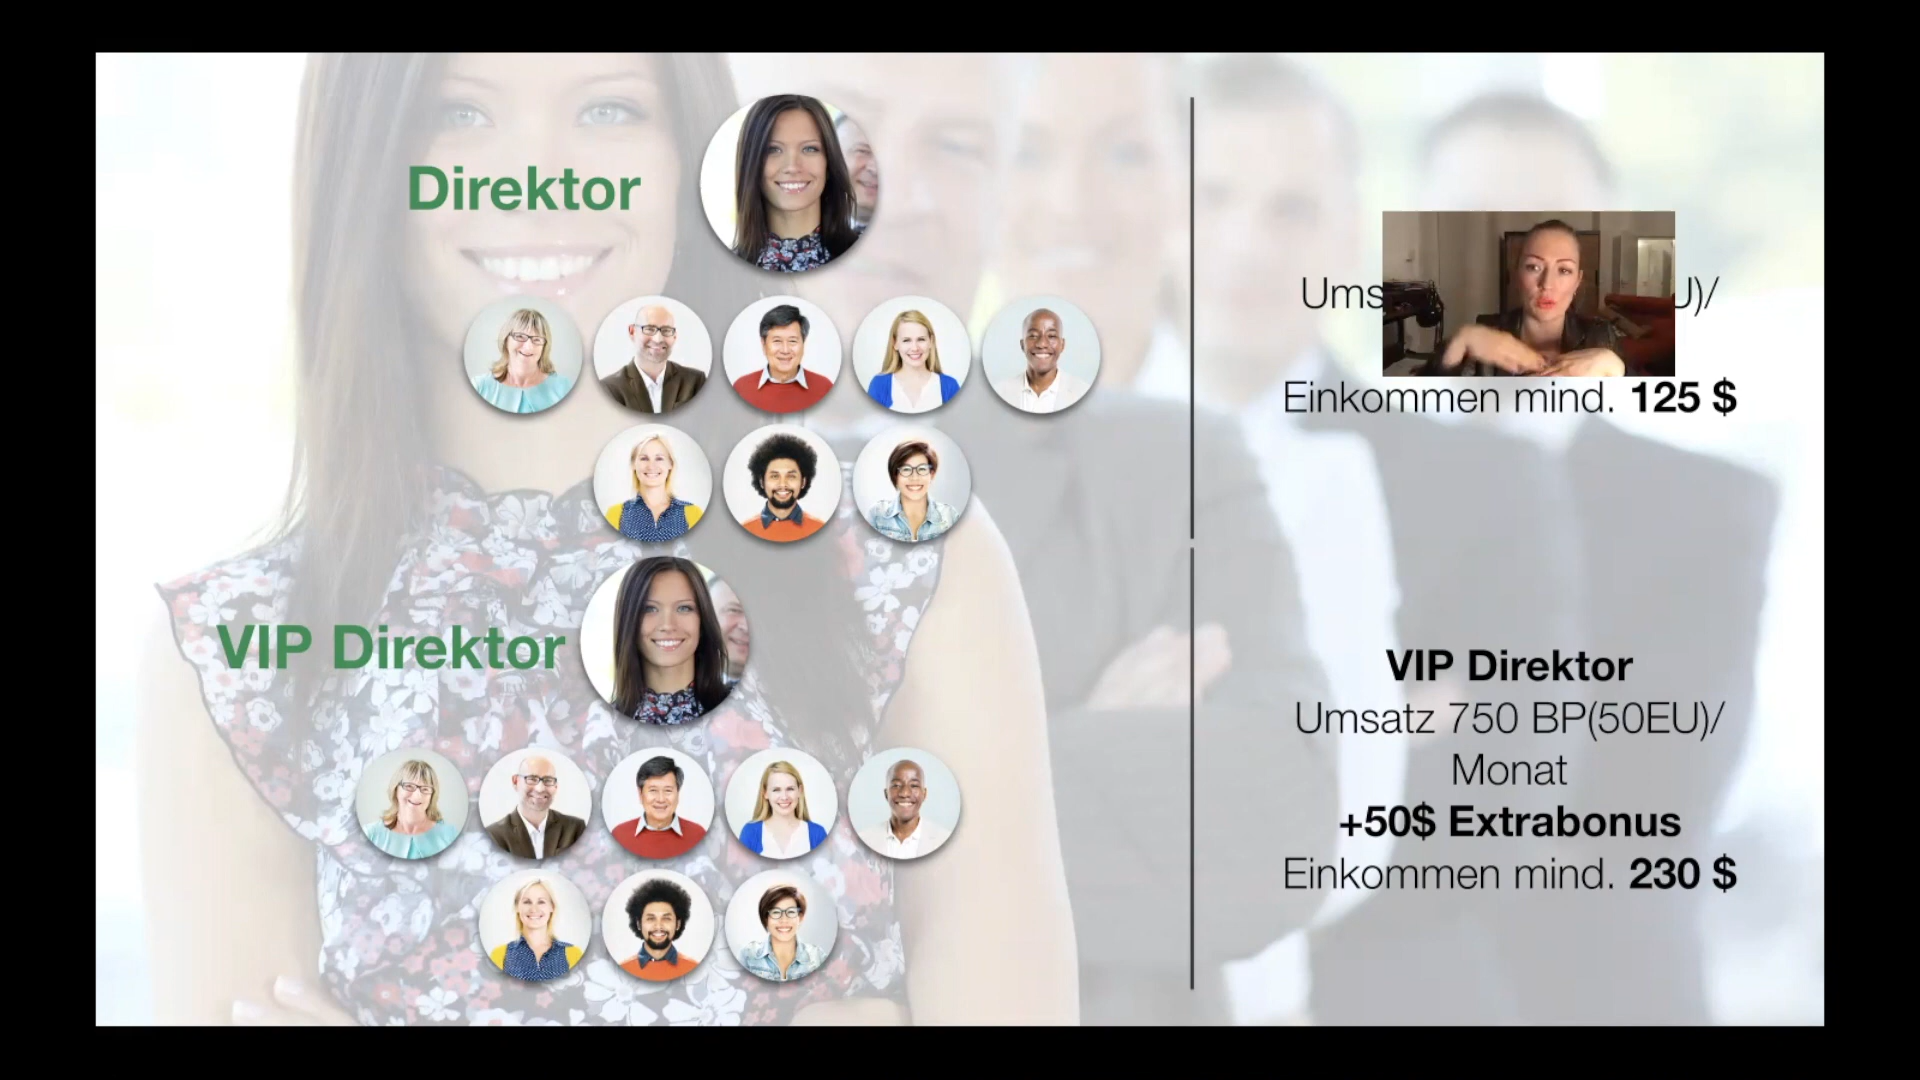 Direktor
Ums U)/
Einkommen mind. 125 $
VIP Direktor
VIP Direktor
Umsatz 750 BP(50EU)/
Monat
+50$ Extrabonus
Einkommen mind. 230 $